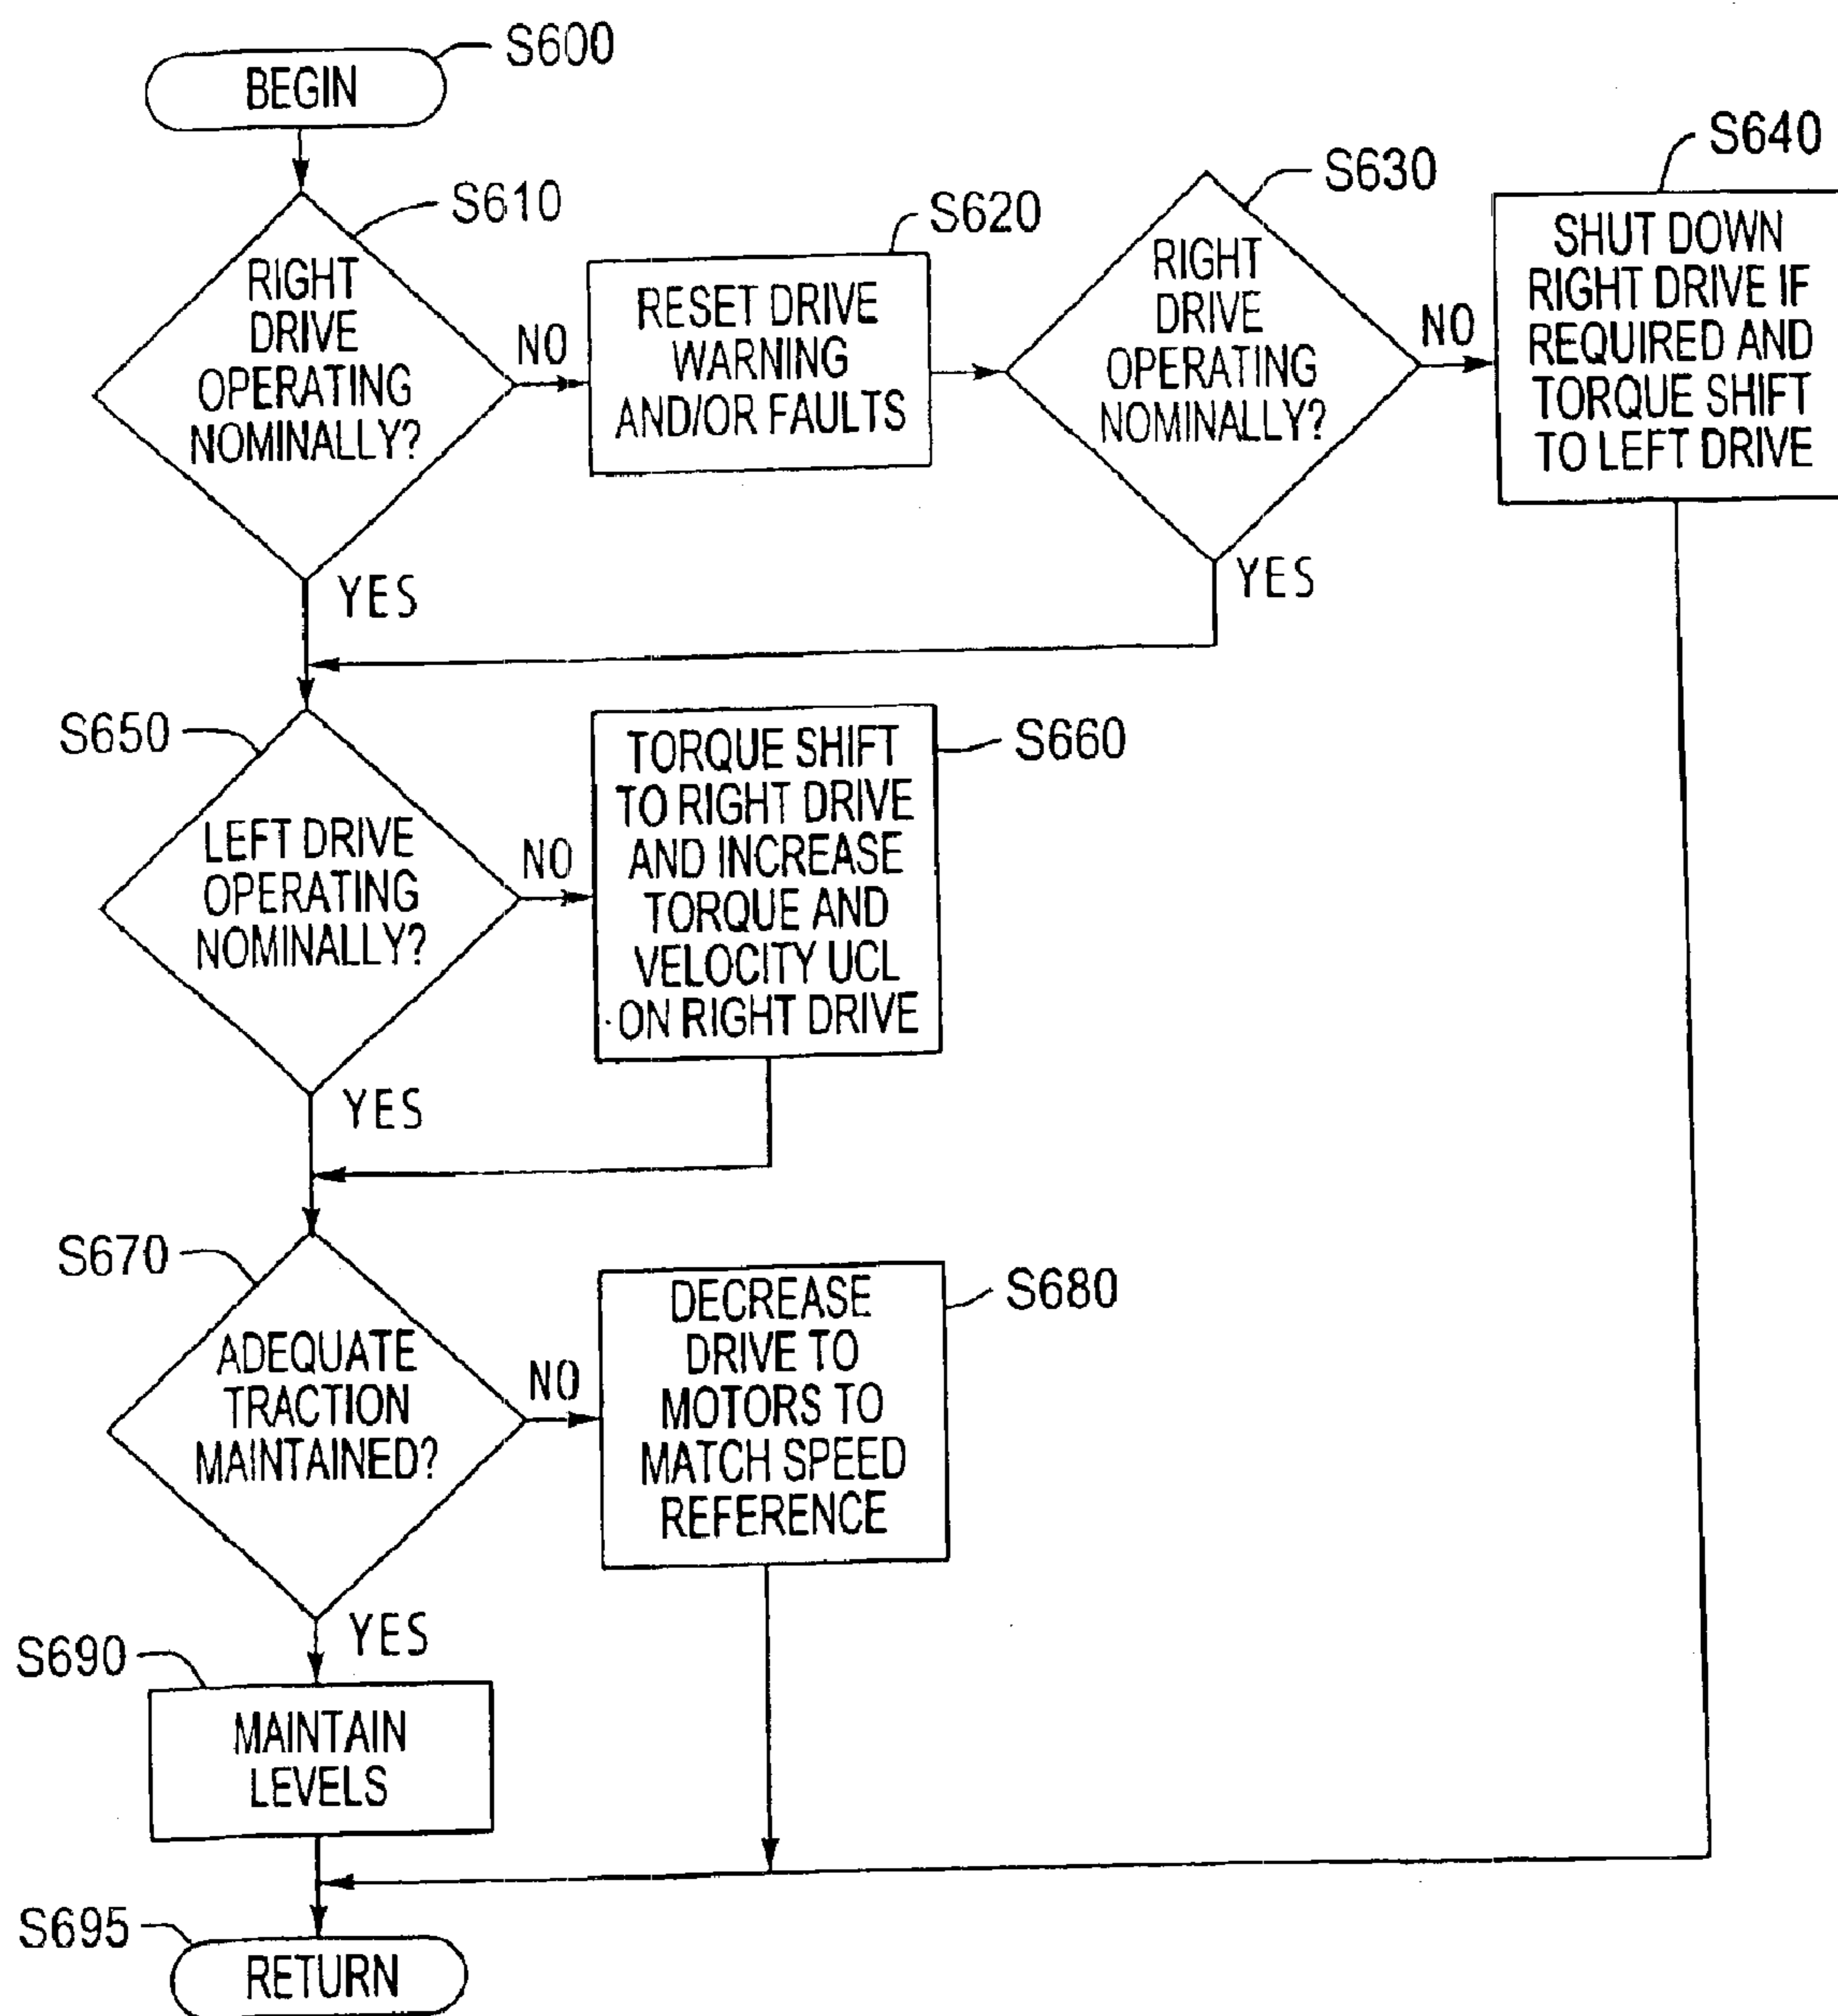 S600
BEGIN
S610
RIGHT
DRIVE
OPERATING
NOMINALLY?
NO
YES
S620
RESET DRIVE
WARNING
AND/OR FAULTS
S630
RIGHT
DRIVE
OPERATING
NOMINALLY?
NO
YES
S640
SHUT DOWN
RIGHT DRIVE IF
REQUIRED AND
TORQUE SHIFT
TO LEFT DRIVE
S650
LEFT DRIVE
OPERATING
NOMINALLY?
NO
YES
S660
TORQUE SHIFT
TO RIGHT DRIVE
AND INCREASE
TORQUE AND
VELOCITY UCL
ON RIGHT DRIVE
S670
ADEQUATE
TRACTION
MAINTAINED?
NO
YES
S680
DECREASE
DRIVE TO
MOTORS TO
MATCH SPEED
REFERENCE
S690
MAINTAIN
LEVELS
S695
RETURN